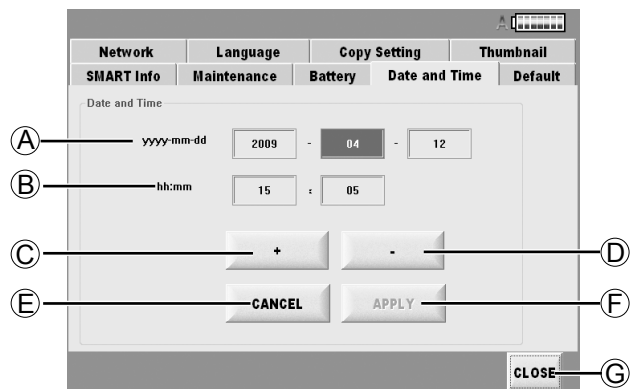 A
Network Language Copy Setting Thumbnail
SMART Info Maintenance Battery Date and Time Default
Date and Time
A yyyy-mm-dd 2009 - 04 - 12
B hh:mm 15 : 05
C + - D
E CANCEL APPLY F
CLOSE G